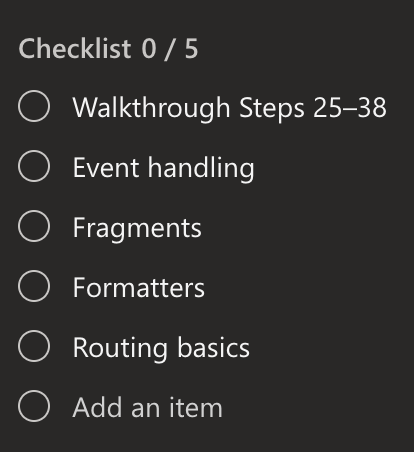 Checklist 0 / 5
Walkthrough Steps 25–38
Event handling
Fragments
Formatters
Routing basics
Add an item